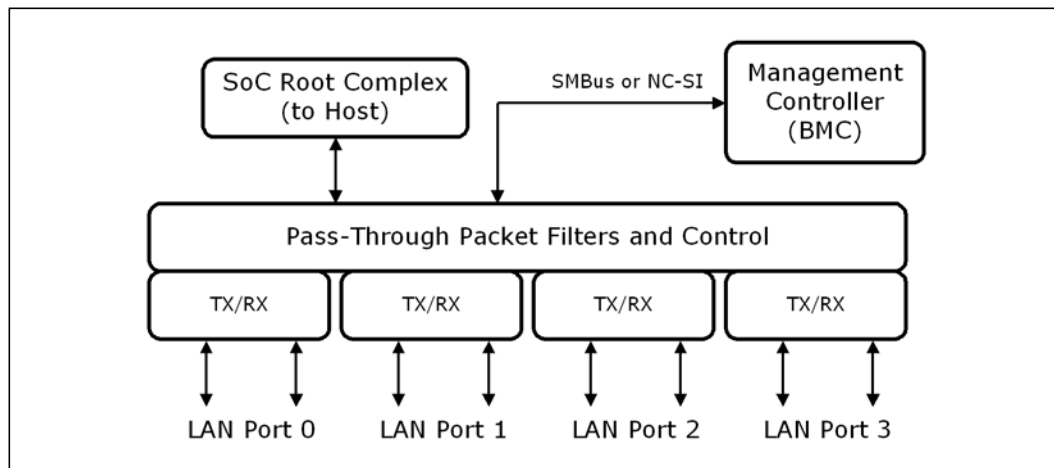 SoC Root Complex
(to Host)
SMBus or NC-SI
Management
Controller
(BMC)
Pass-Through Packet Filters and Control
TX/RX
TX/RX
TX/RX
TX/RX
LAN Port 0
LAN Port 1
LAN Port 2
LAN Port 3